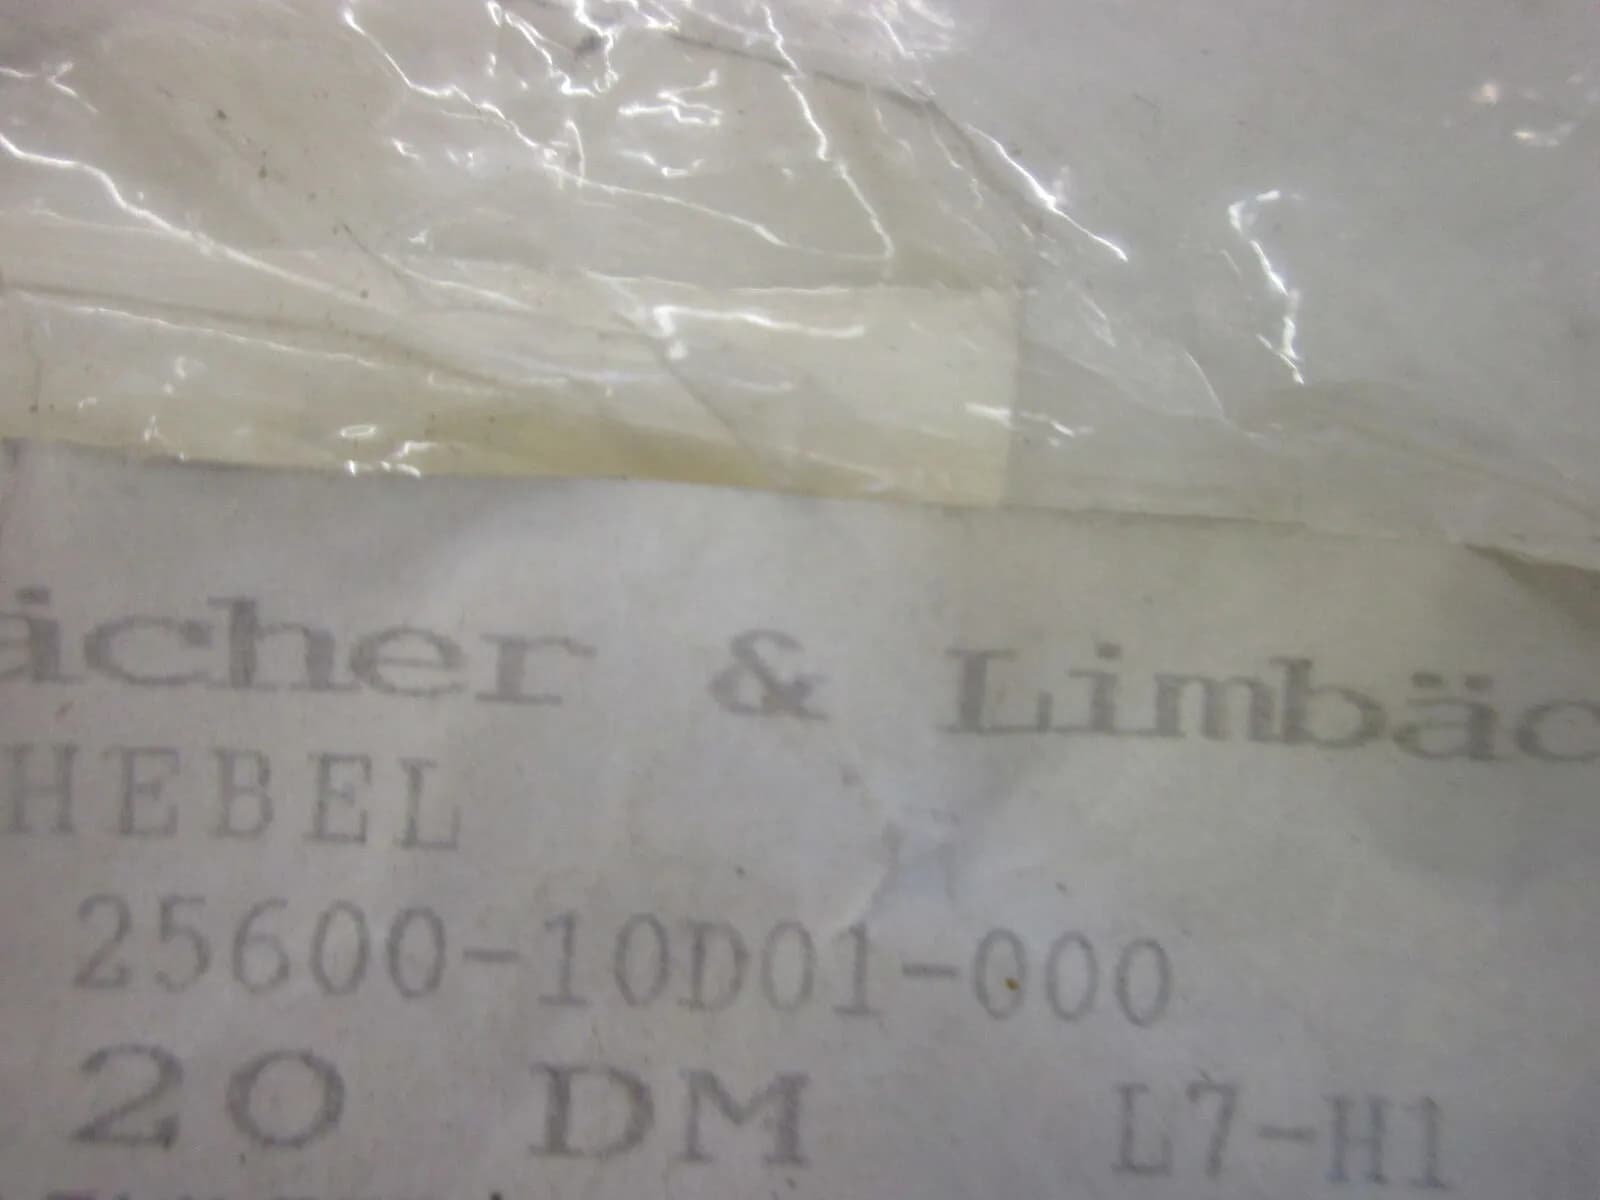 ächer & Limbäc
HEBEL
25600-10D01-000
20 DM L7-H1